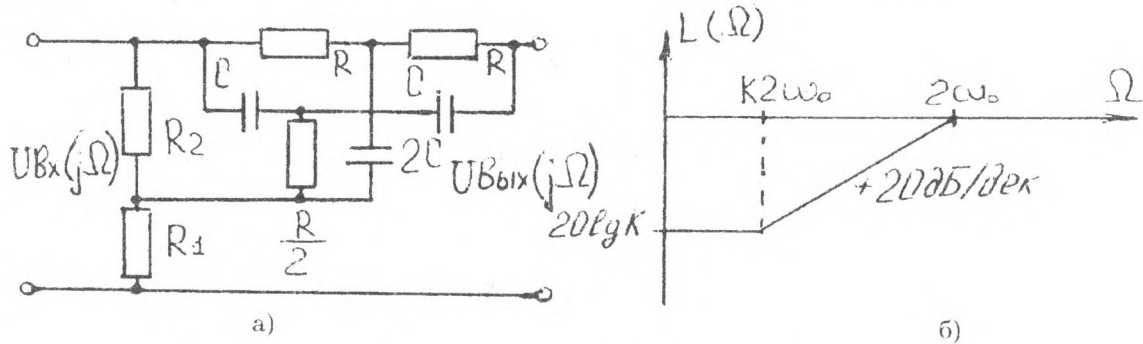 C
R
C
R
R2
2C
Uвх(jΩ)
Uвых(jΩ)
R1
R
2
а)
L(Ω)
K2ω₀
2ω₀
Ω
+20дБ/дек
20lgK
б)